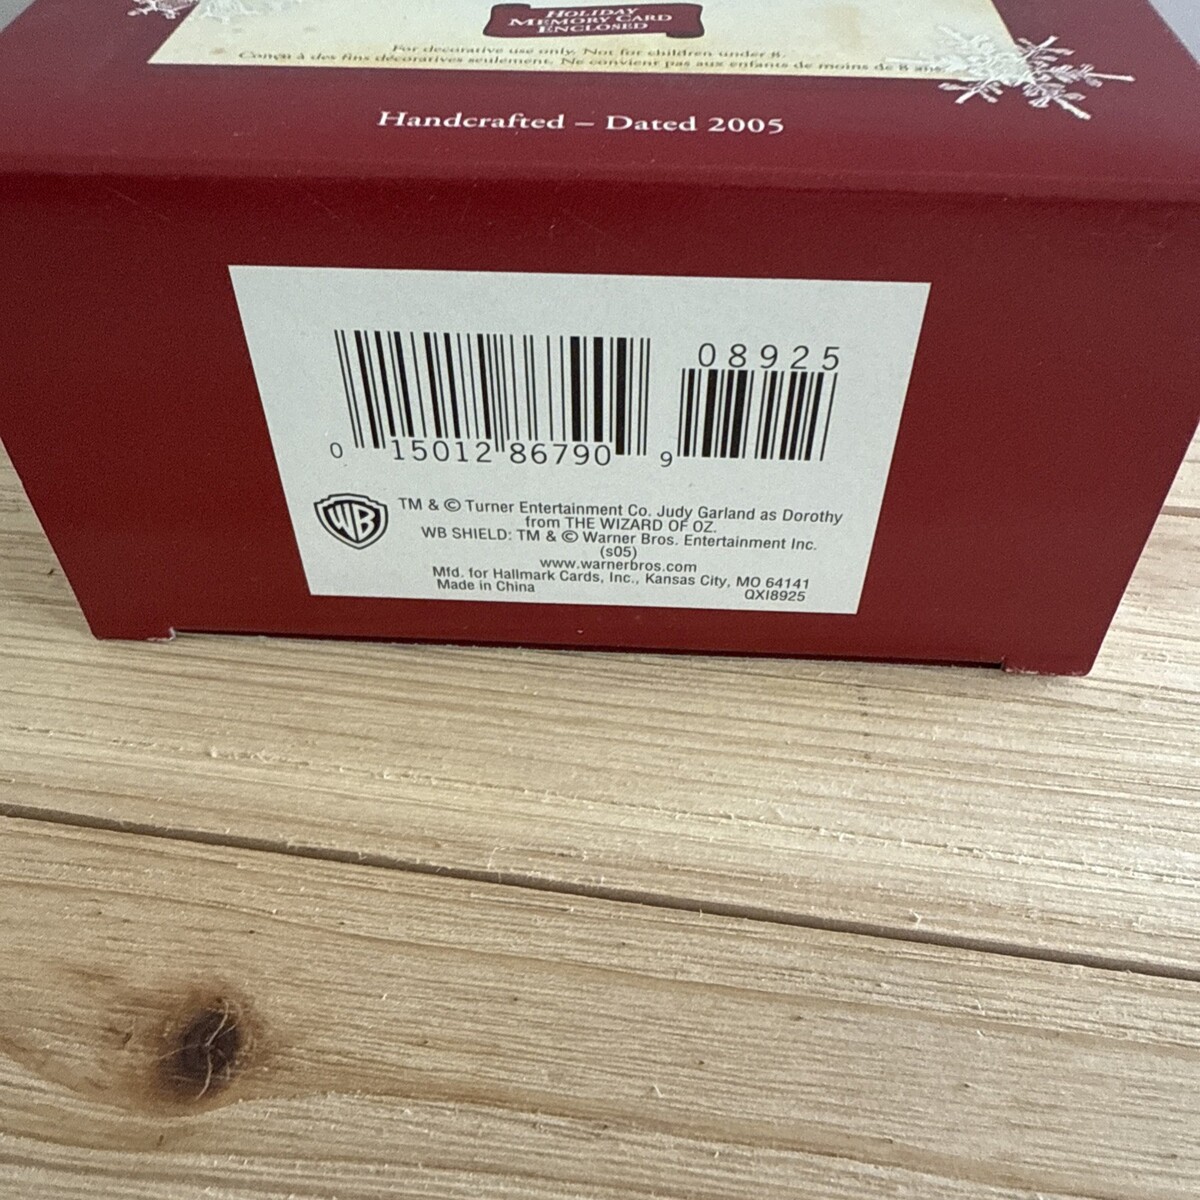 HOLIDAY
MEMORY CARD
ENCLOSED
For decorative use only. Not for children under 8.
Conçu à des fins décoratives seulement. Ne convient pas aux enfants de moins de 8 ans.
Handcrafted – Dated 2005
08925
0 15012 86790 9
WB
TM & © Turner Entertainment Co. Judy Garland as Dorothy
from THE WIZARD OF OZ.
WB SHIELD: TM & © Warner Bros. Entertainment Inc.
(s05)
www.warnerbros.com
Mfd. for Hallmark Cards, Inc., Kansas City, MO 64141
Made in China
QXI8925